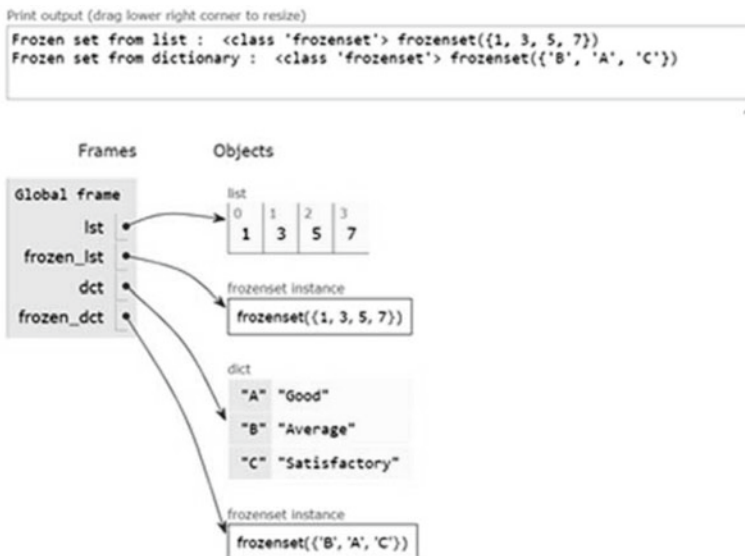 Print output (drag lower right corner to resize)
Frozen set from list :  <class 'frozenset'> frozenset({1, 3, 5, 7})
Frozen set from dictionary :  <class 'frozenset'> frozenset({'B', 'A', 'C'})
Frames Objects
Global frame
lst
frozen_lst
dct
frozen_dct
list
0 1 2 3
1 3 5 7
frozenset instance
frozenset({1, 3, 5, 7})
dict
"A" "Good"
"B" "Average"
"C" "Satisfactory"
frozenset instance
frozenset({'B', 'A', 'C'})